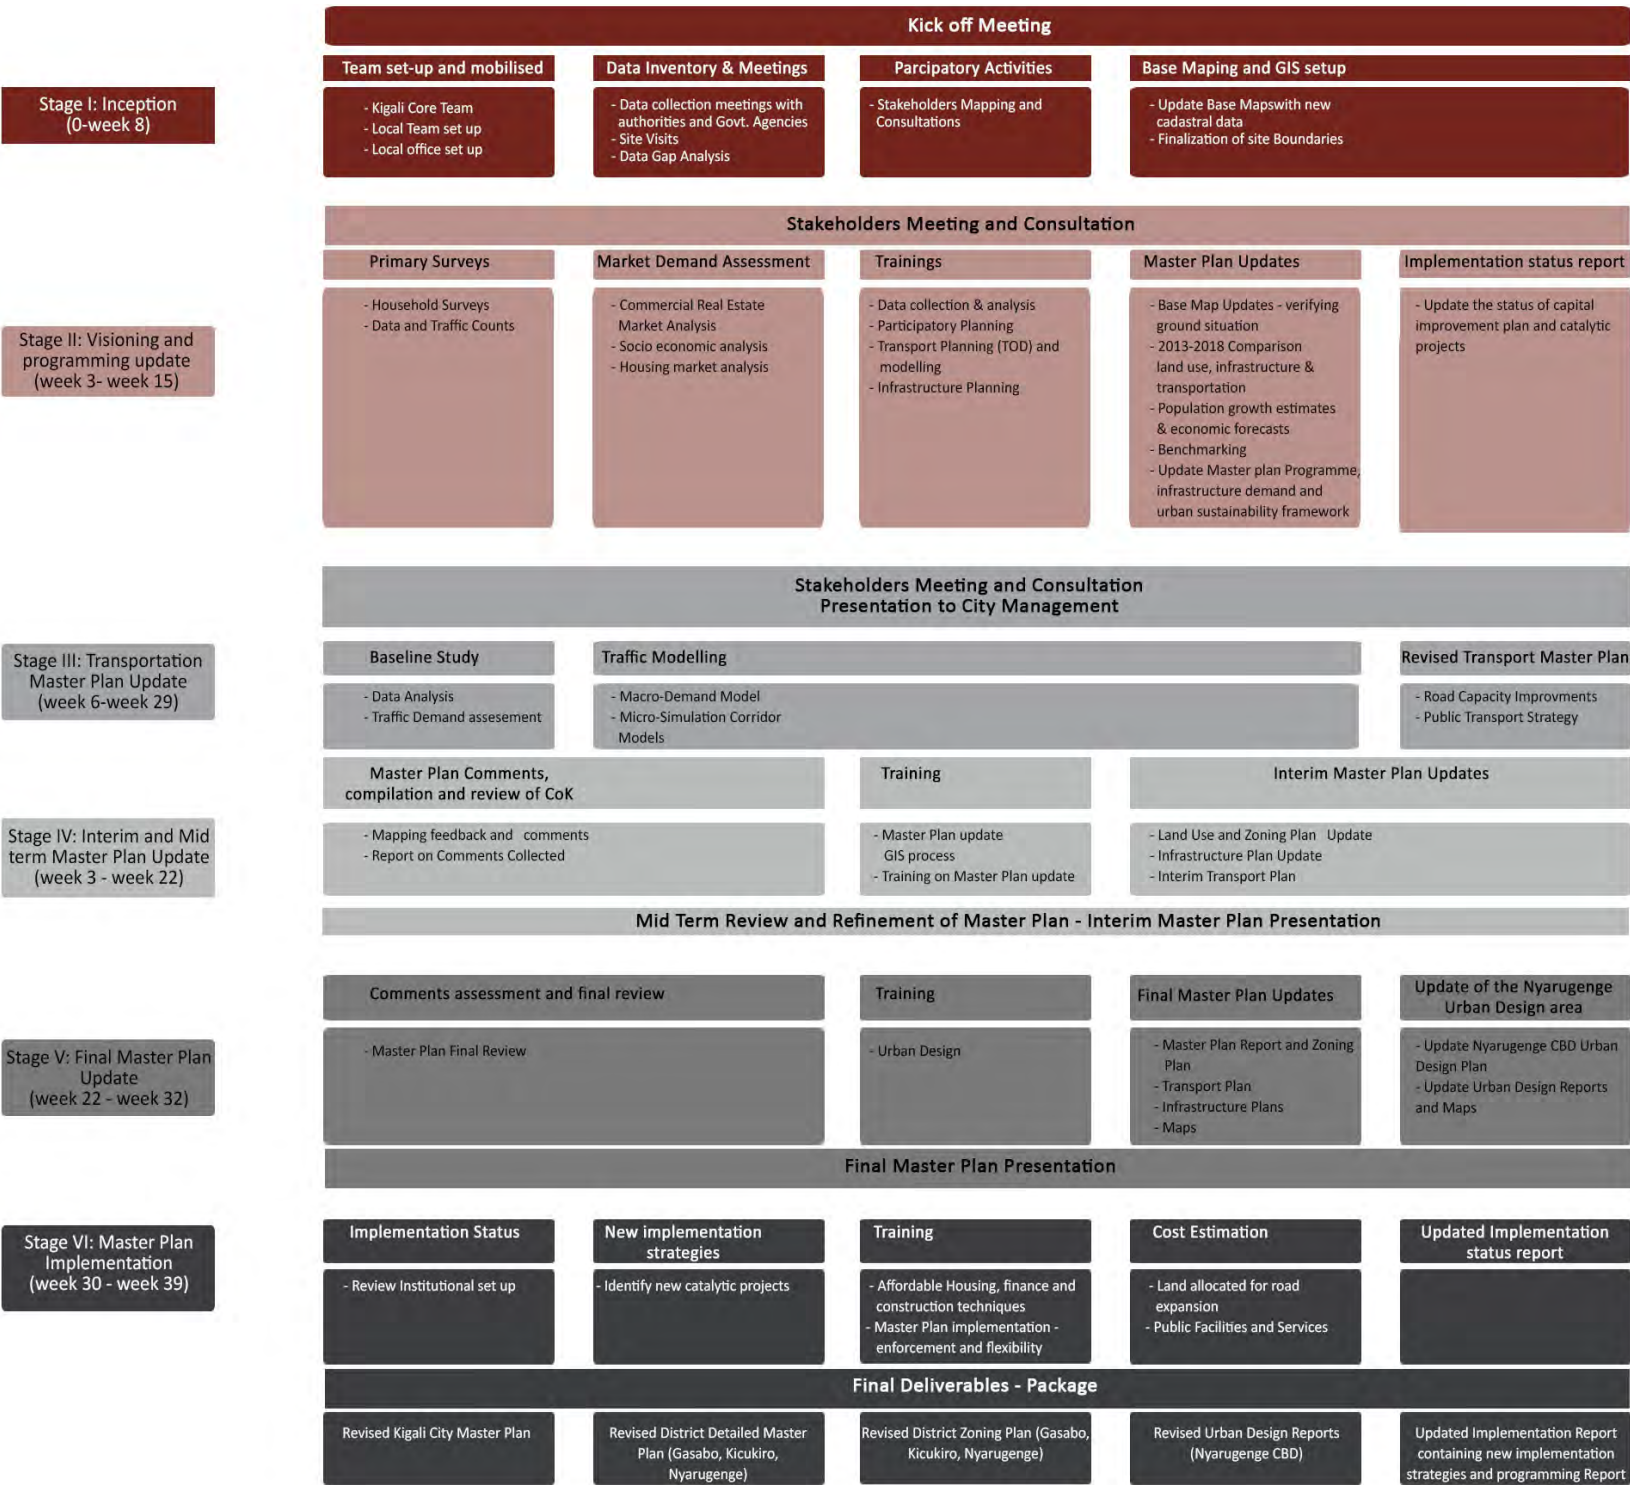 Kick off Meeting
Stage I: Inception
(0-week 8)
Team set-up and mobilised
- Kigali Core Team
- Local Team set up
- Local office set up
Data Inventory & Meetings
- Data collection meetings with
authorities and Govt. Agencies
- Site Visits
- Data Gap Analysis
Parcipatory Activities
- Stakeholders Mapping and
Consultations
Base Maping and GIS setup
- Update Base Mapswith new
cadastral data
- Finalization of site Boundaries
Stakeholders Meeting and Consultation
Stage II: Visioning and
programming update
(week 3- week 15)
Primary Surveys
- Household Surveys
- Data and Traffic Counts
Market Demand Assessment
- Commercial Real Estate
Market Analysis
- Socio economic analysis
- Housing market analysis
Trainings
- Data collection & analysis
- Participatory Planning
- Transport Planning (TOD) and
modelling
- Infrastructure Planning
Master Plan Updates
- Base Map Updates - verifying
ground situation
- 2013-2018 Comparison
land use, infrastructure &
transportation
- Population growth estimates
& economic forecasts
- Benchmarking
- Update Master plan Programme,
infrastructure demand and
urban sustainability framework
Implementation status report
- Update the status of capital
improvement plan and catalytic
projects
Stakeholders Meeting and Consultation
Presentation to City Management
Stage III: Transportation
Master Plan Update
(week 6-week 29)
Baseline Study
- Data Analysis
- Traffic Demand assesement
Traffic Modelling
- Macro-Demand Model
- Micro-Simulation Corridor
Models
Revised Transport Master Plan
- Road Capacity Improvments
- Public Transport Strategy
Stage IV: Interim and Mid
term Master Plan Update
(week 3 - week 22)
Master Plan Comments,
compilation and review of CoK
- Mapping feedback and comments
- Report on Comments Collected
Training
- Master Plan update
GIS process
- Training on Master Plan update
Interim Master Plan Updates
- Land Use and Zoning Plan Update
- Infrastructure Plan Update
- Interim Transport Plan
Mid Term Review and Refinement of Master Plan - Interim Master Plan Presentation
Stage V: Final Master Plan
Update
(week 22 - week 32)
Comments assessment and final review
- Master Plan Final Review
Training
- Urban Design
Final Master Plan Updates
- Master Plan Report and Zoning
Plan
- Transport Plan
- Infrastructure Plans
- Maps
Update of the Nyarugenge
Urban Design area
- Update Nyarugenge CBD Urban
Design Plan
- Update Urban Design Reports
and Maps
Final Master Plan Presentation
Stage VI: Master Plan
Implementation
(week 30 - week 39)
Implementation Status
- Review Institutional set up
New implementation
strategies
- Identify new catalytic projects
Training
- Affordable Housing, finance and
construction techniques
- Master Plan implementation -
enforcement and flexibility
Cost Estimation
- Land allocated for road
expansion
- Public Facilities and Services
Updated Implementation
status report
Final Deliverables - Package
Revised Kigali City Master Plan
Revised District Detailed Master
Plan (Gasabo, Kicukiro,
Nyarugenge)
Revised District Zoning Plan (Gasabo,
Kicukiro, Nyarugenge)
Revised Urban Design Reports
(Nyarugenge CBD)
Updated Implementation Report
containing new implementation
strategies and programming Report